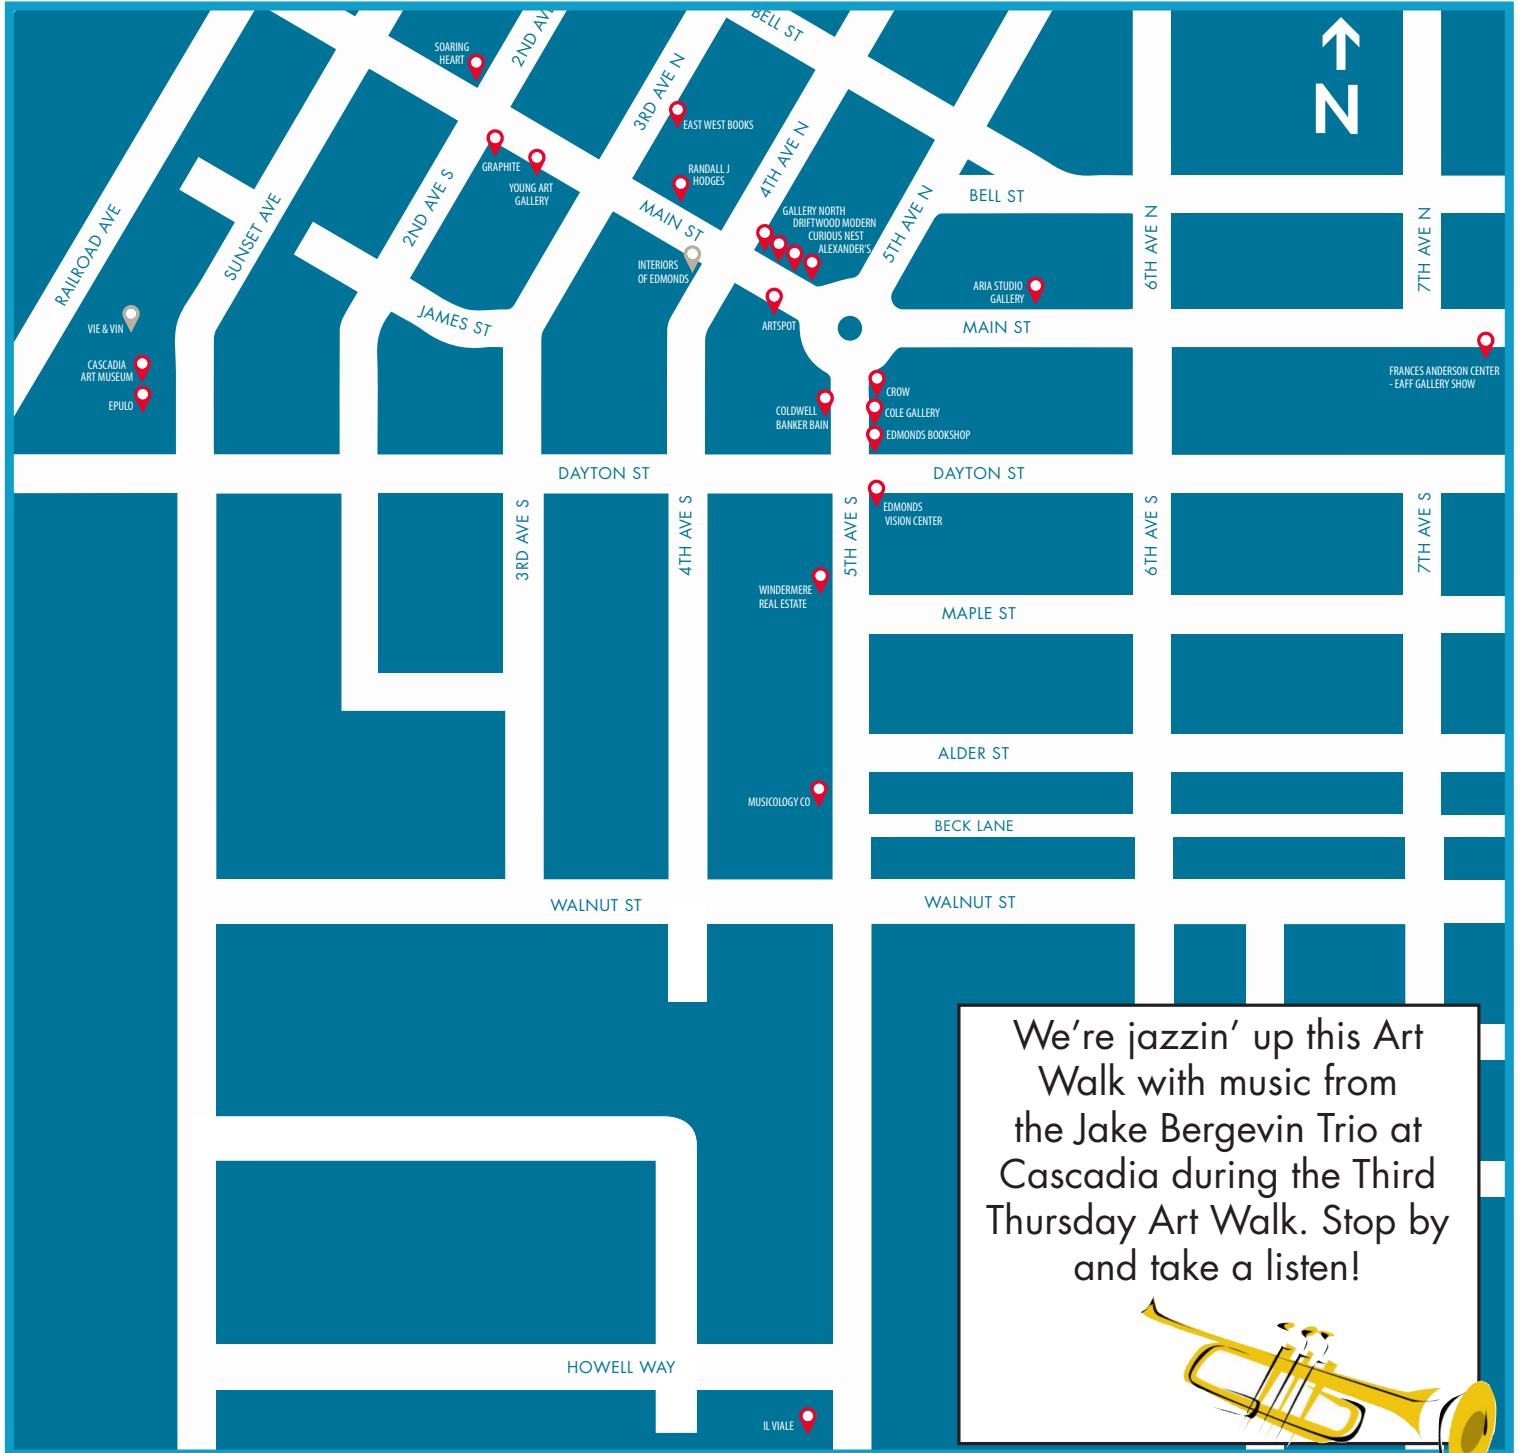 BELL ST
2ND AVE
SOARING
HEART
3RD AVE N
EAST WEST BOOKS
N
4TH AVE N
GRAPHITE
YOUNG ART
GALLERY
RANDALL J
HODGES
2ND AVE S
SUNSET AVE
RAILROAD AVE
MAIN ST
GALLERY NORTH
DRIFTWOOD MODERN
CURIOUS NEST
ALEXANDER'S
5TH AVE N
BELL ST
6TH AVE N
7TH AVE N
INTERIORS
OF EDMONDS
ARIA STUDIO
GALLERY
VIE & VIN
JAMES ST
ARTSPOT
MAIN ST
CASCADIA
ART MUSEUM
EPULO
FRANCES ANDERSON CENTER
- EAFF GALLERY SHOW
CROW
COLDWELL
BANKER BAIN
COLE GALLERY
EDMONDS BOOKSHOP
DAYTON ST
DAYTON ST
3RD AVE S
4TH AVE S
5TH AVE S
EDMONDS
VISION CENTER
6TH AVE S
7TH AVE S
WINDERMERE
REAL ESTATE
MAPLE ST
ALDER ST
MUSICOLOGY CO
BECK LANE
WALNUT ST
WALNUT ST
We're jazzin' up this Art
Walk with music from
the Jake Bergevin Trio at
Cascadia during the Third
Thursday Art Walk. Stop by
and take a listen!
HOWELL WAY
IL VIALE